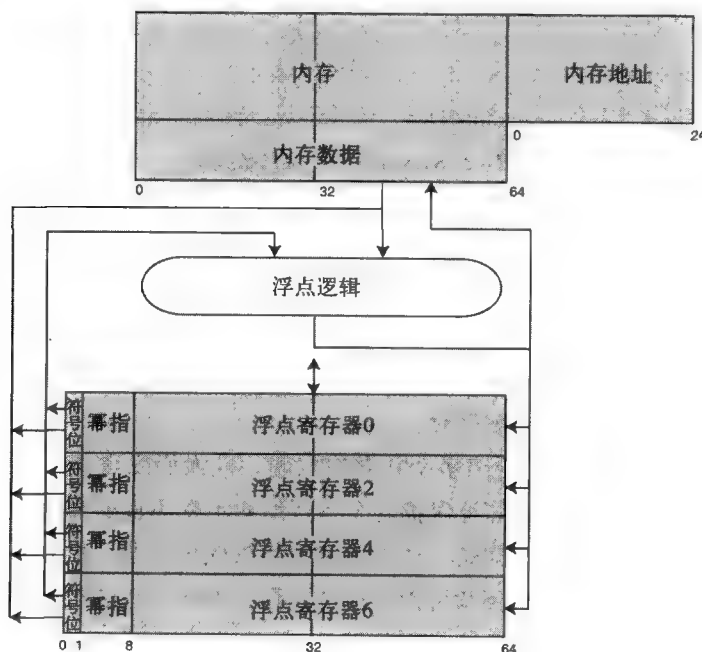 内存
内存地址
0 24
内存数据
0 32 64
浮点逻辑
符号位 幂指 浮点寄存器0
符号位 幂指 浮点寄存器2
符号位 幂指 浮点寄存器4
符号位 幂指 浮点寄存器6
0 1 8 32 64